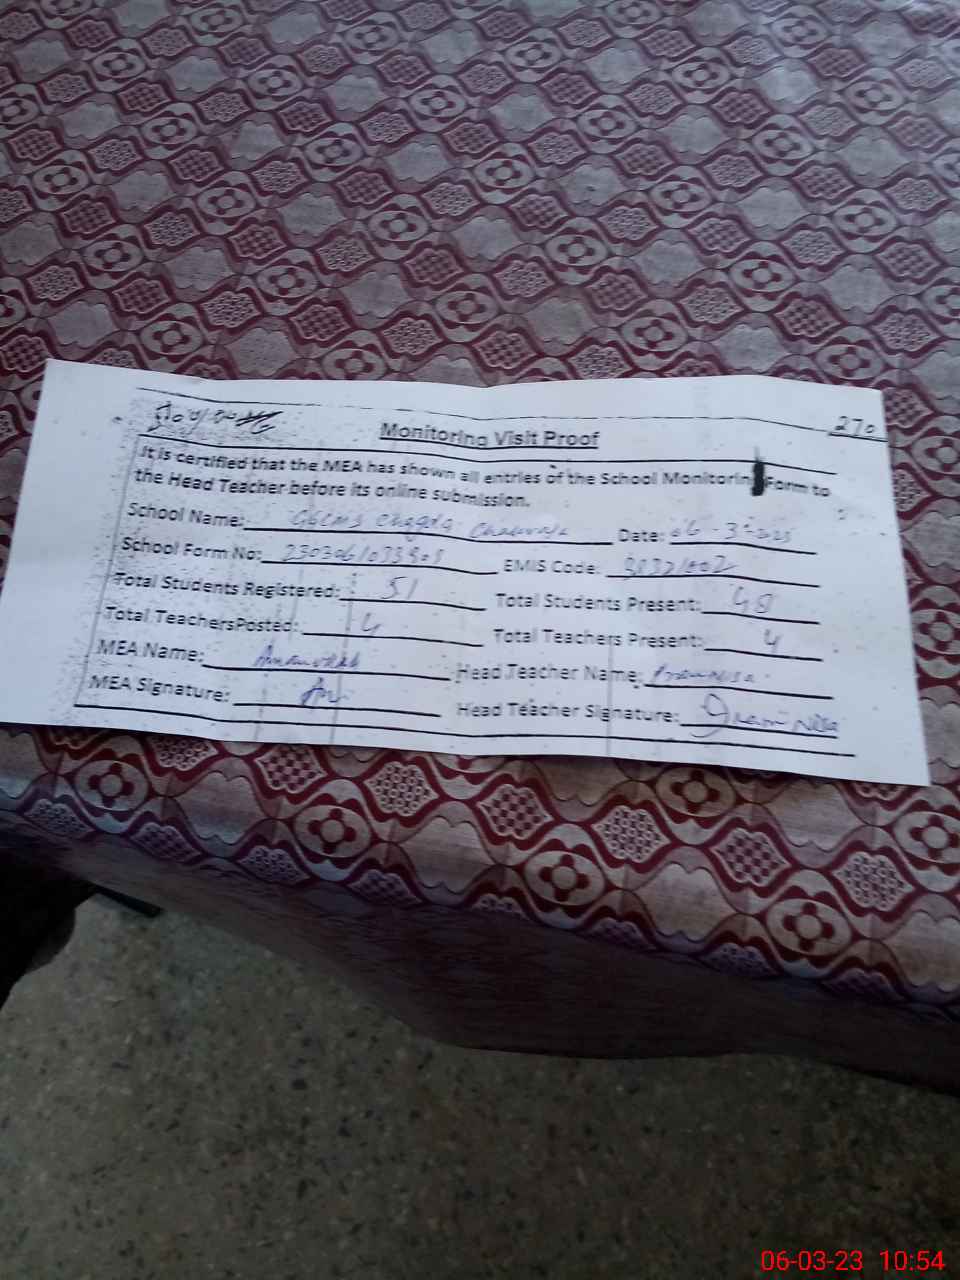 270
Monitoring Visit Proof
It is certified that the MEA has shown all entries of the School Monitoring Form to
the Head Teacher before its online submission.
School Name: Date: 06-3-2023
School Form No: EMIS Code:
Total Students Registered: 51 Total Students Present: 48
Total TeachersPosted: 4 Total Teachers Present: 4
MEA Name: Head Teacher Name:
MEA Signature: Head Teacher Signature: Nisa
06-03-23 10:54